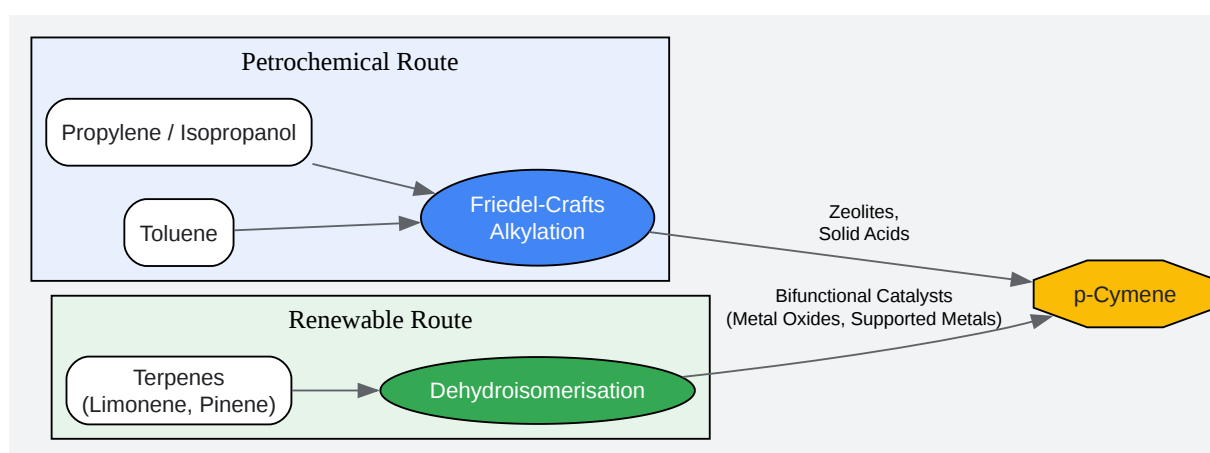 Petrochemical Route
Propylene / Isopropanol
Toluene
Friedel-Crafts
Alkylation
Zeolites,
Solid Acids
Renewable Route
Terpenes
(Limonene, Pinene)
Dehydroisomerisation
Bifunctional Catalysts
(Metal Oxides, Supported Metals)
p-Cymene